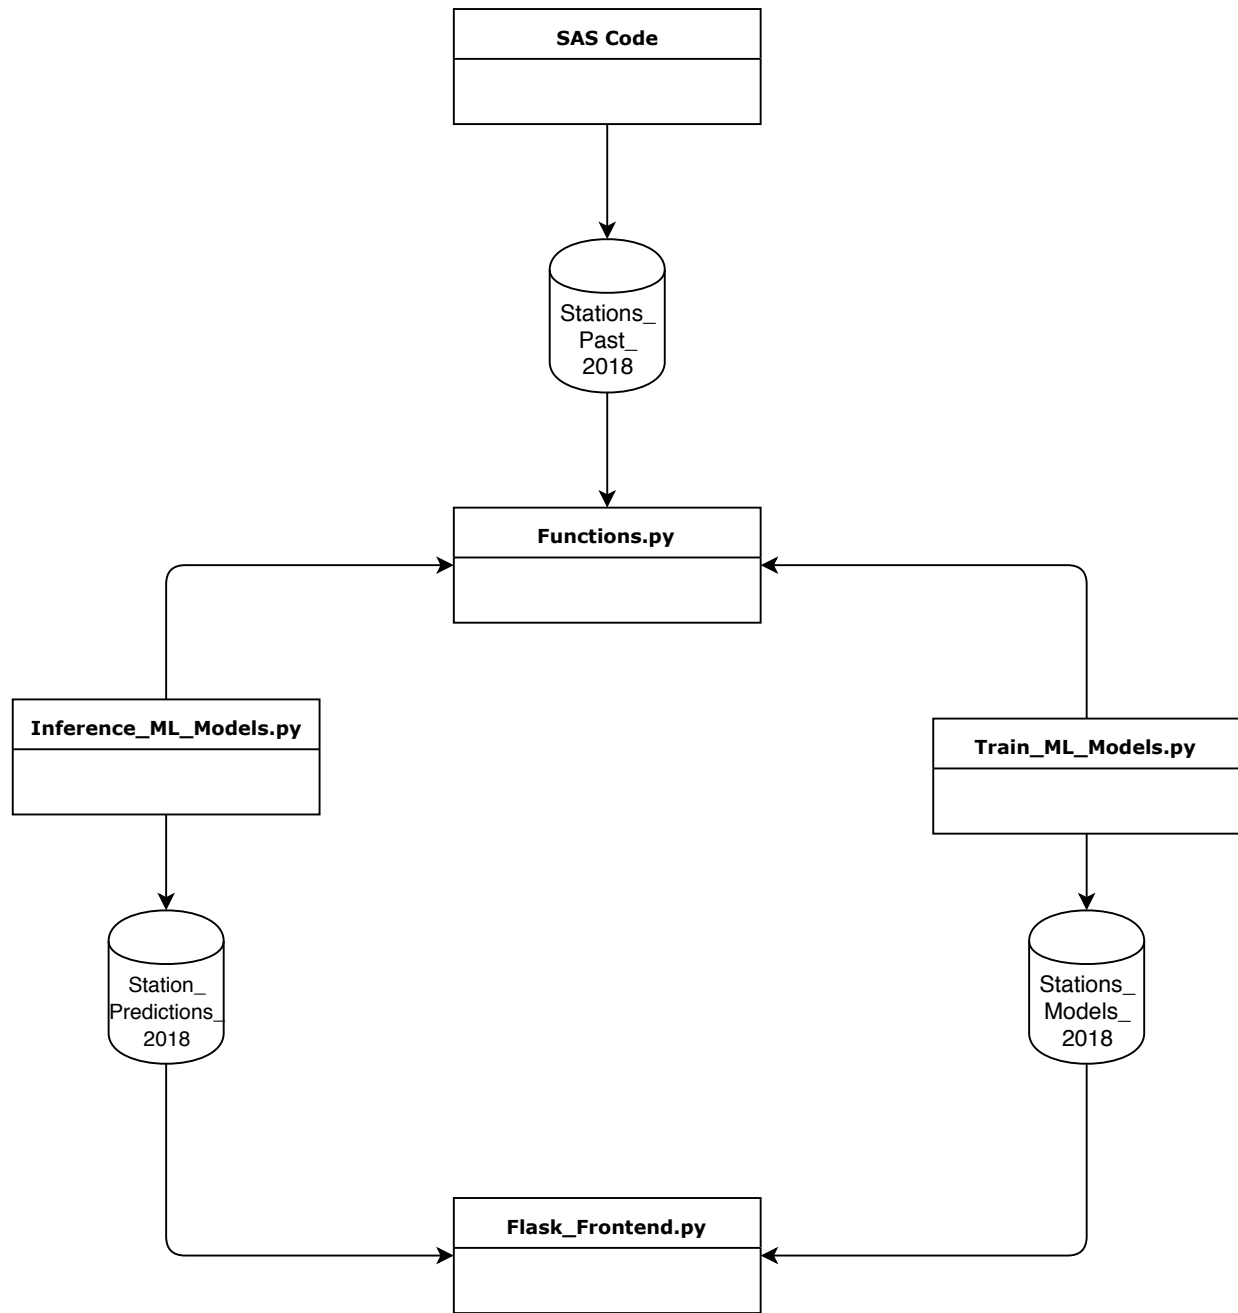 SAS Code
Stations_
Past_
2018
Functions.py
Inference_ML_Models.py
Train_ML_Models.py
Station_
Predictions_
2018
Stations_
Models_
2018
Flask_Frontend.py